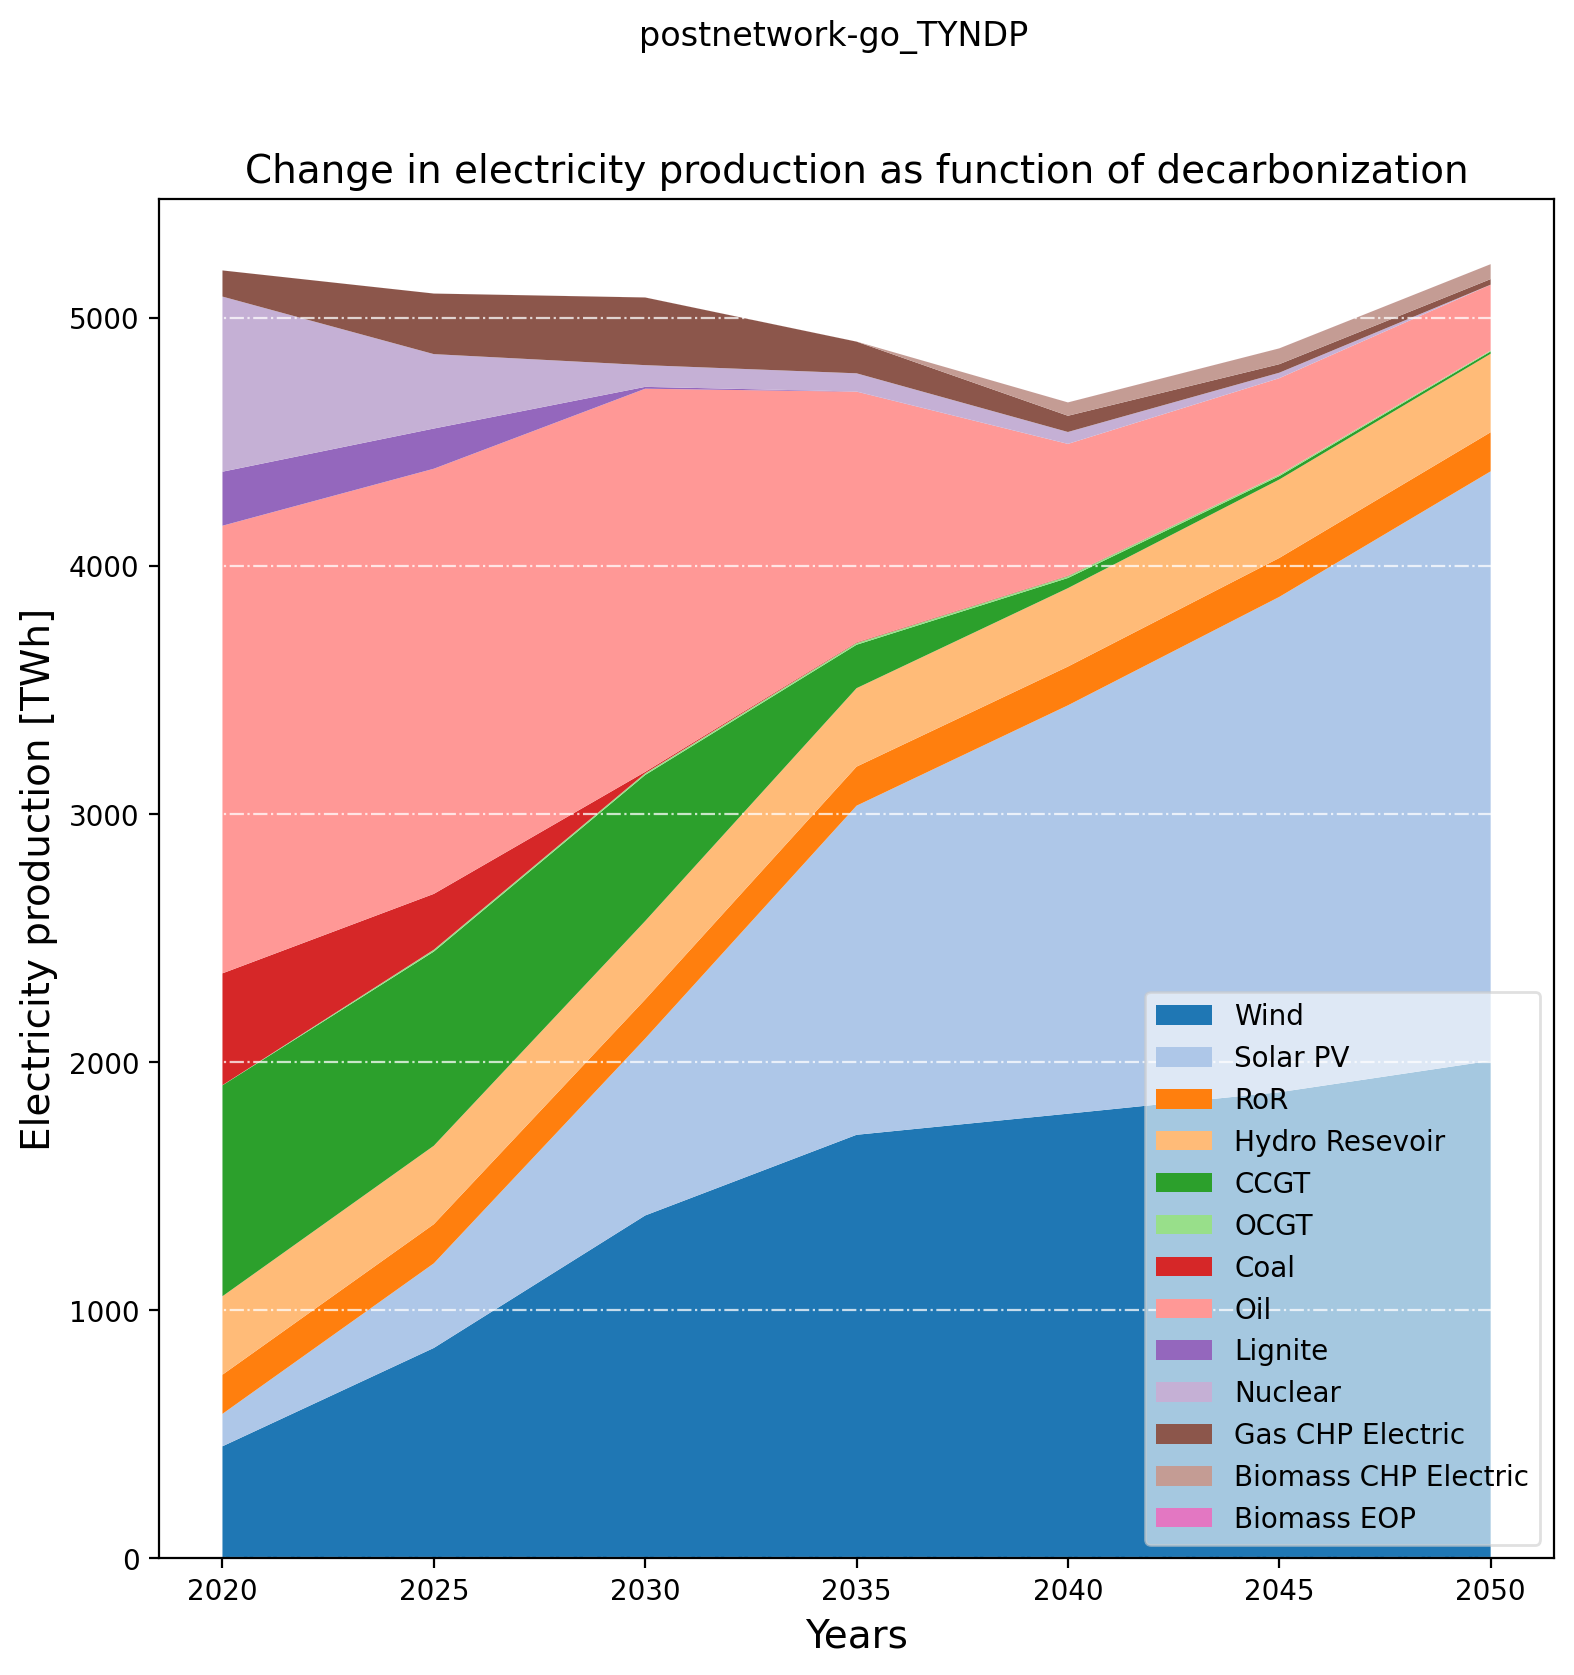 postnetwork-go_TYNDP
Change in electricity production as function of decarbonization
Electricity production [TWh]
5000
4000
3000
2000
1000
0
Wind
Solar PV
RoR
Hydro Resevoir
CCGT
OCGT
Coal
Oil
Lignite
Nuclear
Gas CHP Electric
Biomass CHP Electric
Biomass EOP
2020 2025 2030 2035 2040 2045 2050
Years